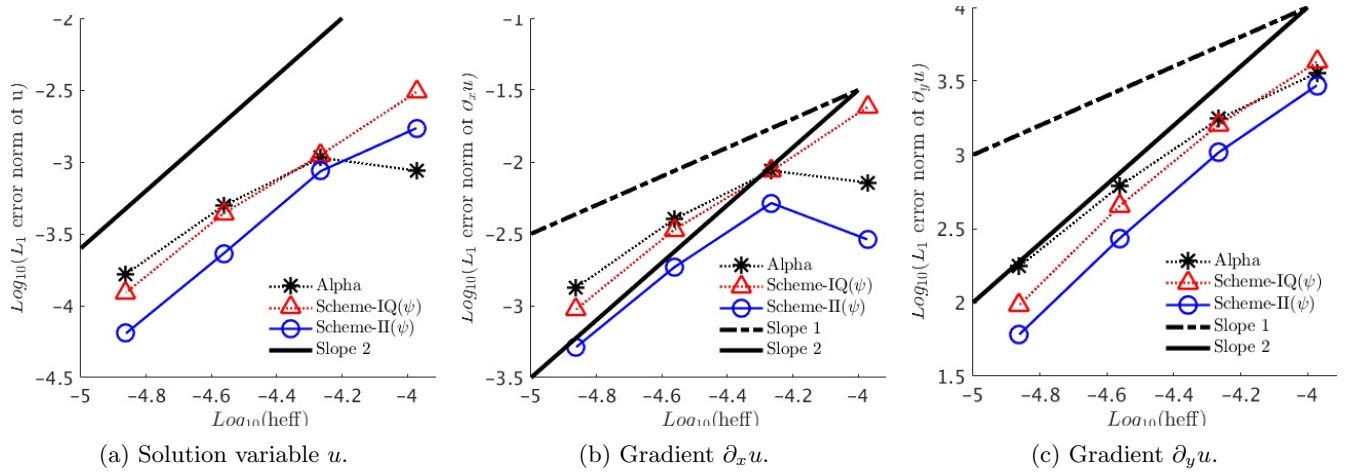 -2
-2.5
-3
-3.5
-4
-4.5
Log10(L1 error norm of u)
Alpha
Scheme-IQ(ψ)
Scheme-II(ψ)
Slope 2
-5 -4.8 -4.6 -4.4 -4.2 -4
Log10(heff)
(a) Solution variable u.
-1
-1.5
-2
-2.5
-3
-3.5
Log10(L1 error norm of ∂xu)
Alpha
Scheme-IQ(ψ)
Scheme-II(ψ)
Slope 1
Slope 2
-5 -4.8 -4.6 -4.4 -4.2 -4
Log10(heff)
(b) Gradient ∂xu.
4
3.5
3
2.5
2
1.5
Log10(L1 error norm of ∂yu)
Alpha
Scheme-IQ(ψ)
Scheme-II(ψ)
Slope 1
Slope 2
-5 -4.8 -4.6 -4.4 -4.2 -4
Log10(heff)
(c) Gradient ∂yu.